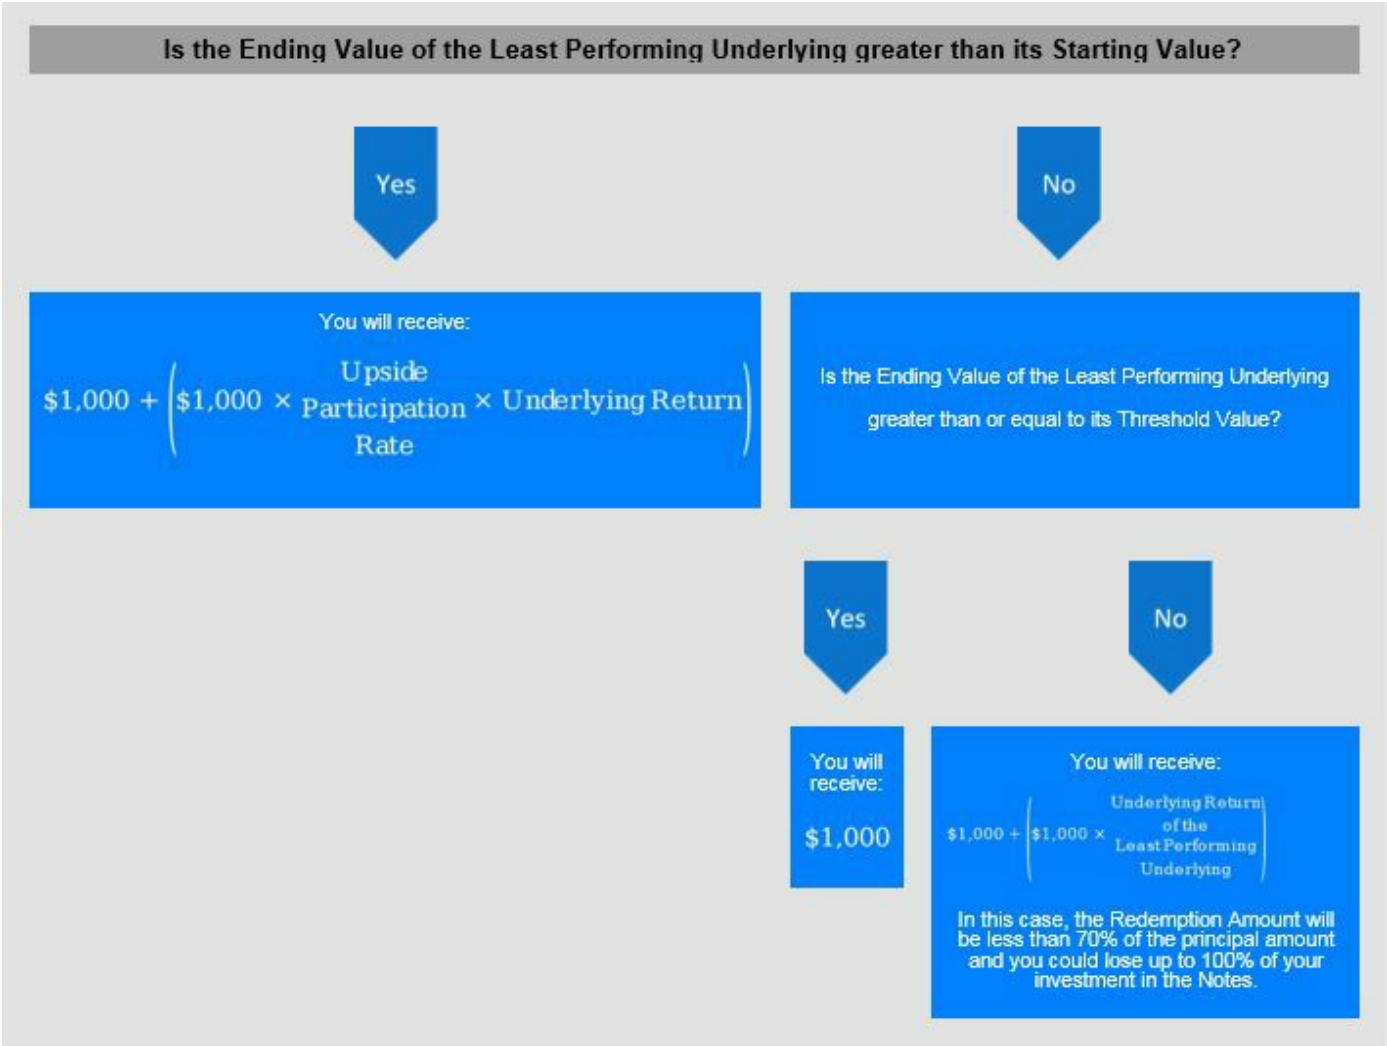 Is the Ending Value of the Least Performing Underlying greater than its Starting Value?
Yes
No
You will receive:
$1,000 + ($1,000 × Upside Participation Rate × Underlying Return)
Is the Ending Value of the Least Performing Underlying
greater than or equal to its Threshold Value?
Yes
No
You will
receive:
$1,000
You will receive:
$1,000 + ($1,000 × Underlying Return of the Least Performing Underlying)
In this case, the Redemption Amount will
be less than 70% of the principal amount
and you could lose up to 100% of your
investment in the Notes.